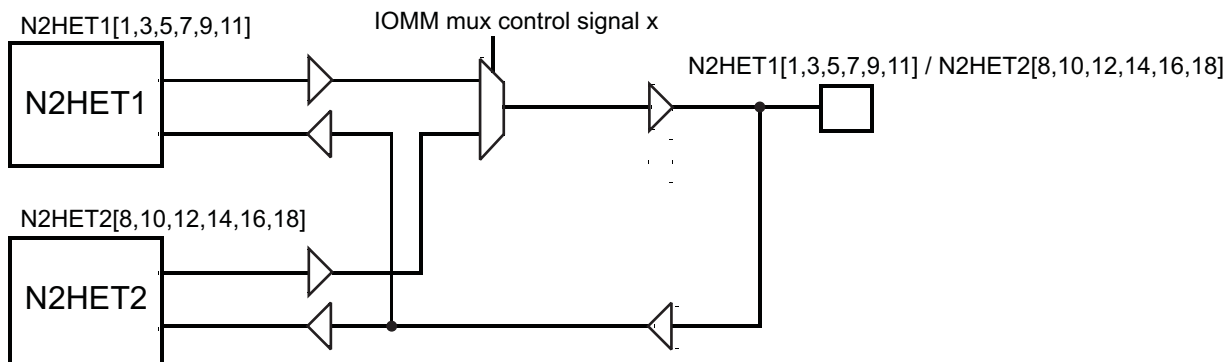 N2HET1[1,3,5,7,9,11]
IOMM mux control signal x
N2HET1[1,3,5,7,9,11] / N2HET2[8,10,12,14,16,18]
N2HET1
N2HET2[8,10,12,14,16,18]
N2HET2